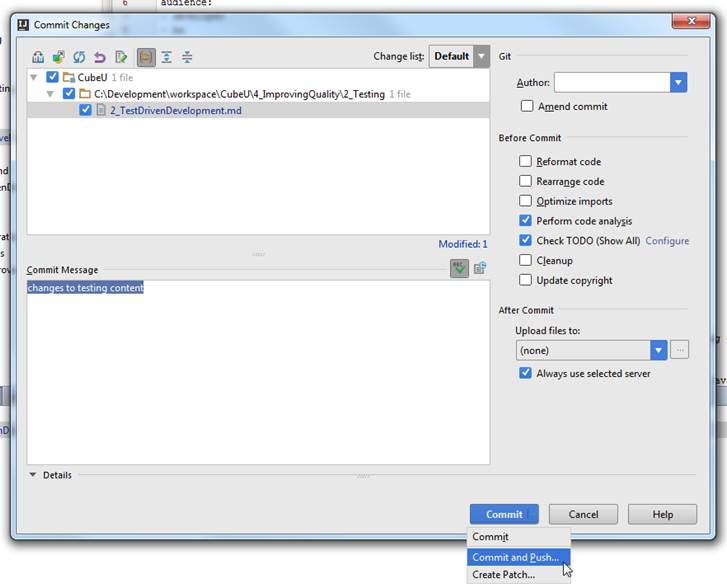 6
audience:
Commit Changes
Change list: Default
CubeU 1 file
C:\Development\workspace\CubeU\4_ImprovingQuality\2_Testing 1 file
2_TestDrivenDevelopment.md
Modified: 1
Commit Message
changes to testing content
Details
Git
Author:
Amend commit
Before Commit
Reformat code
Rearrange code
Optimize imports
Perform code analysis
Check TODO (Show All) Configure
Cleanup
Update copyright
After Commit
Upload files to:
(none)
...
Always use selected server
Commit Cancel Help
Commit
Commit and Push...
Create Patch...